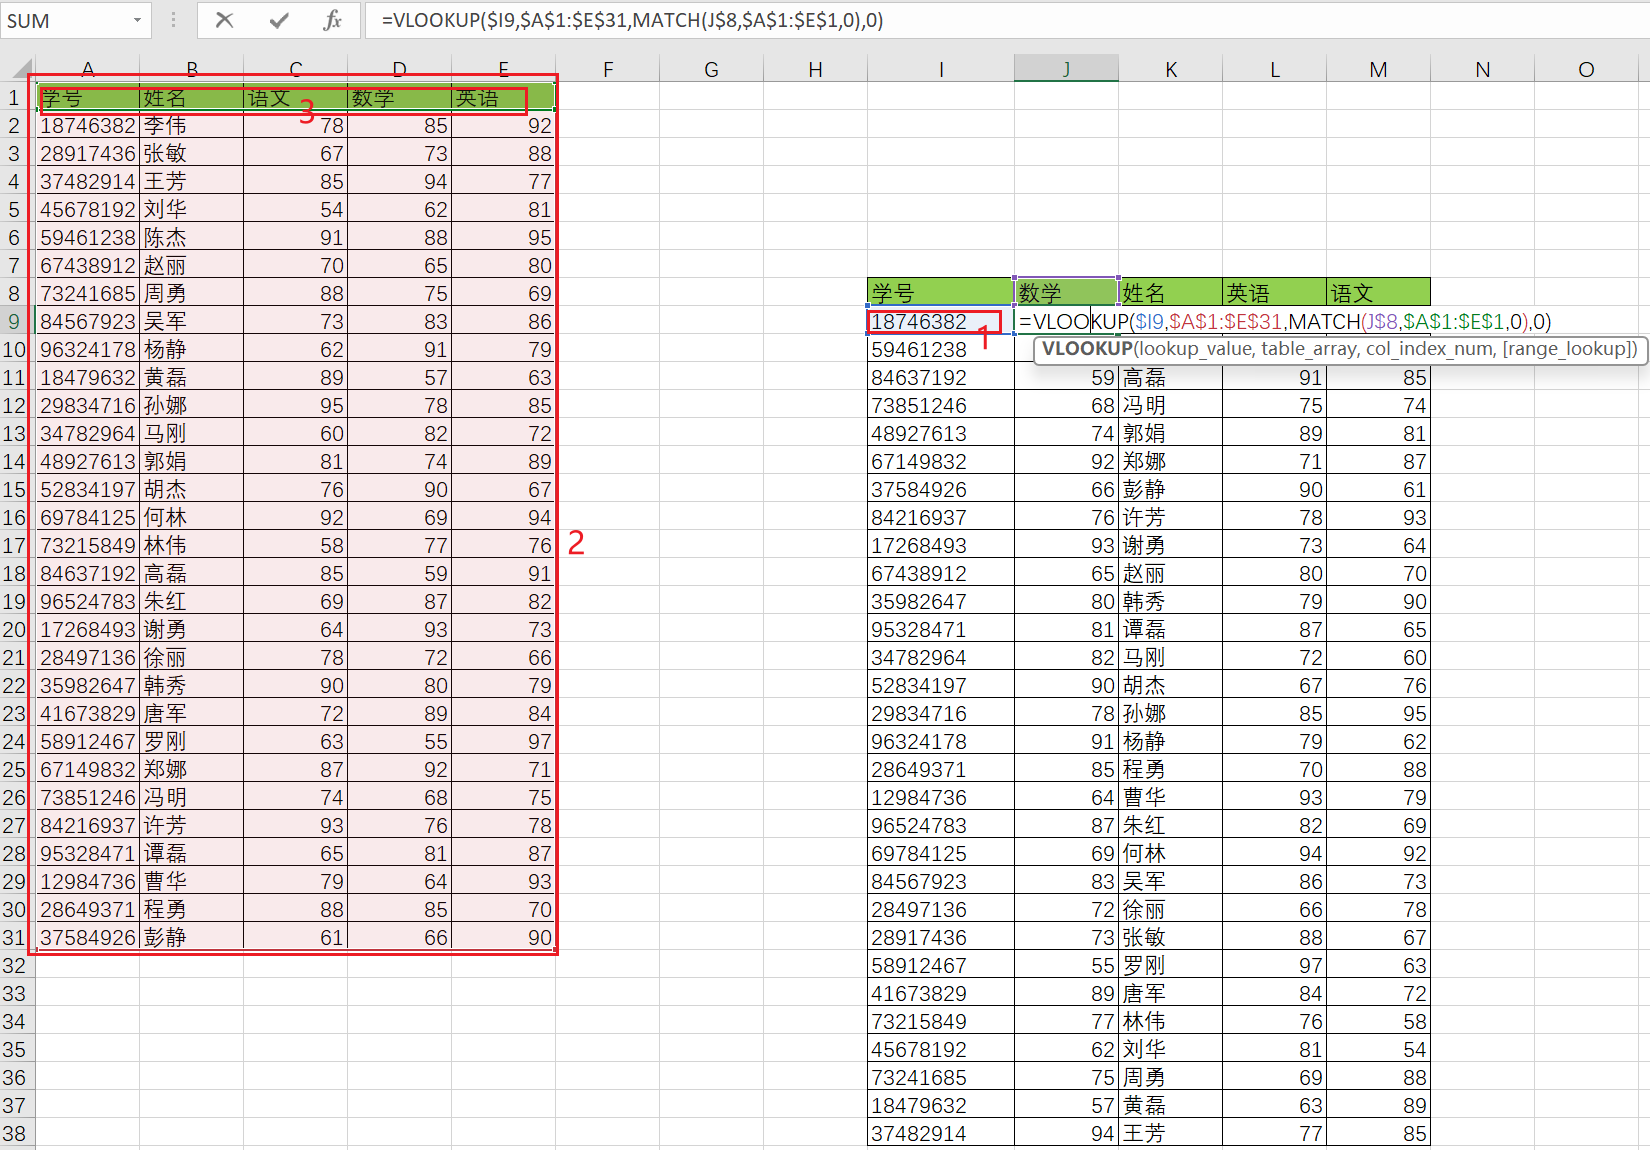 SUM =VLOOKUP($I9,$A$1:$E$31,MATCH(J$8,$A$1:$E$1,0),0)
A B C D E F G H I J K L M N O
1 学号 姓名 语文 数学 英语
3
2 18746382 李伟 78 85 92
3 28917436 张敏 67 73 88
4 37482914 王芳 85 94 77
5 45678192 刘华 54 62 81
6 59461238 陈杰 91 88 95
7 67438912 赵丽 70 65 80
8 73241685 周勇 88 75 69 学号 数学 姓名 英语 语文
9 84567923 吴军 73 83 86 18746382 1 =VLOOKUP($I9,$A$1:$E$31,MATCH(J$8,$A$1:$E$1,0),0)
10 96324178 杨静 62 91 79 59461238 VLOOKUP(lookup_value, table_array, col_index_num, [range_lookup])
11 18479632 黄磊 89 57 63 84637192 59 高磊 91 85
12 29834716 孙娜 95 78 85 73851246 68 冯明 75 74
13 34782964 马刚 60 82 72 48927613 74 郭娟 89 81
14 48927613 郭娟 81 74 89 67149832 92 郑娜 71 87
15 52834197 胡杰 76 90 67 37584926 66 彭静 90 61
16 69784125 何林 92 69 94 84216937 76 许芳 78 93
17 73215849 林伟 58 77 76 2 17268493 93 谢勇 73 64
18 84637192 高磊 85 59 91 67438912 65 赵丽 80 70
19 96524783 朱红 69 87 82 35982647 80 韩秀 79 90
20 17268493 谢勇 64 93 73 95328471 81 谭磊 87 65
21 28497136 徐丽 78 72 66 34782964 82 马刚 72 60
22 35982647 韩秀 90 80 79 52834197 90 胡杰 67 76
23 41673829 唐军 72 89 84 29834716 78 孙娜 85 95
24 58912467 罗刚 63 55 97 96324178 91 杨静 79 62
25 67149832 郑娜 87 92 71 28649371 85 程勇 70 88
26 73851246 冯明 74 68 75 12984736 64 曹华 93 79
27 84216937 许芳 93 76 78 96524783 87 朱红 82 69
28 95328471 谭磊 65 81 87 69784125 69 何林 94 92
29 12984736 曹华 79 64 93 84567923 83 吴军 86 73
30 28649371 程勇 88 85 70 28497136 72 徐丽 66 78
31 37584926 彭静 61 66 90 28917436 73 张敏 88 67
32 58912467 55 罗刚 97 63
33 41673829 89 唐军 84 72
34 73215849 77 林伟 76 58
35 45678192 62 刘华 81 54
36 73241685 75 周勇 69 88
37 18479632 57 黄磊 63 89
38 37482914 94 王芳 77 85